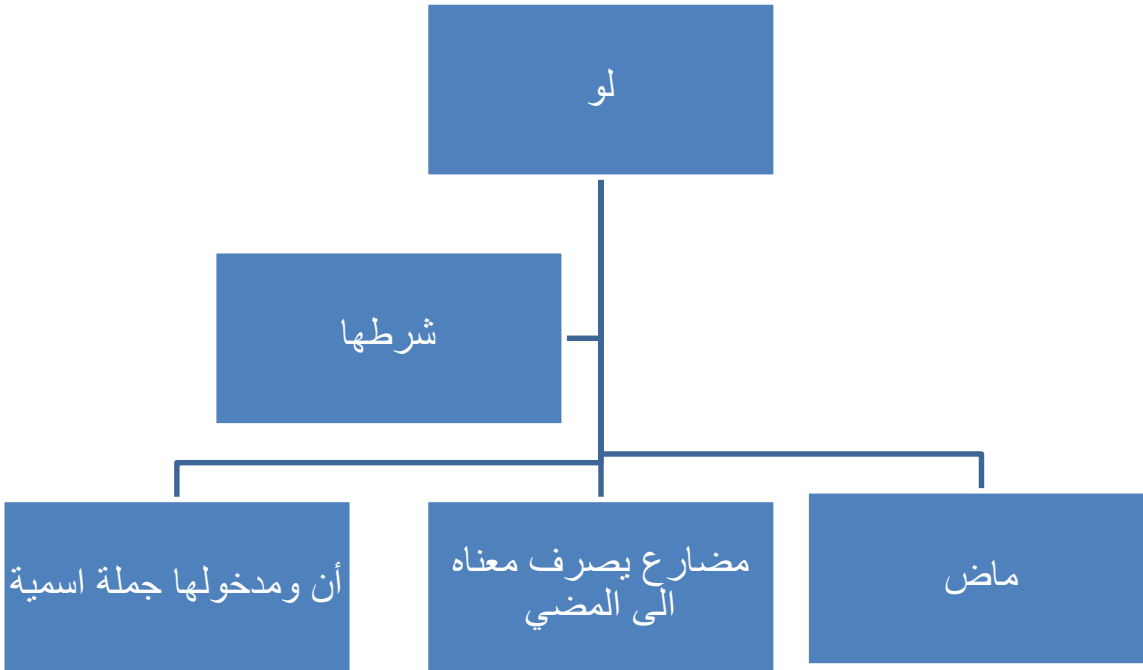 لو
شرطها
ماض
مضارع يصرف معناه
الى المضي
أن ومدخولها جملة اسمية